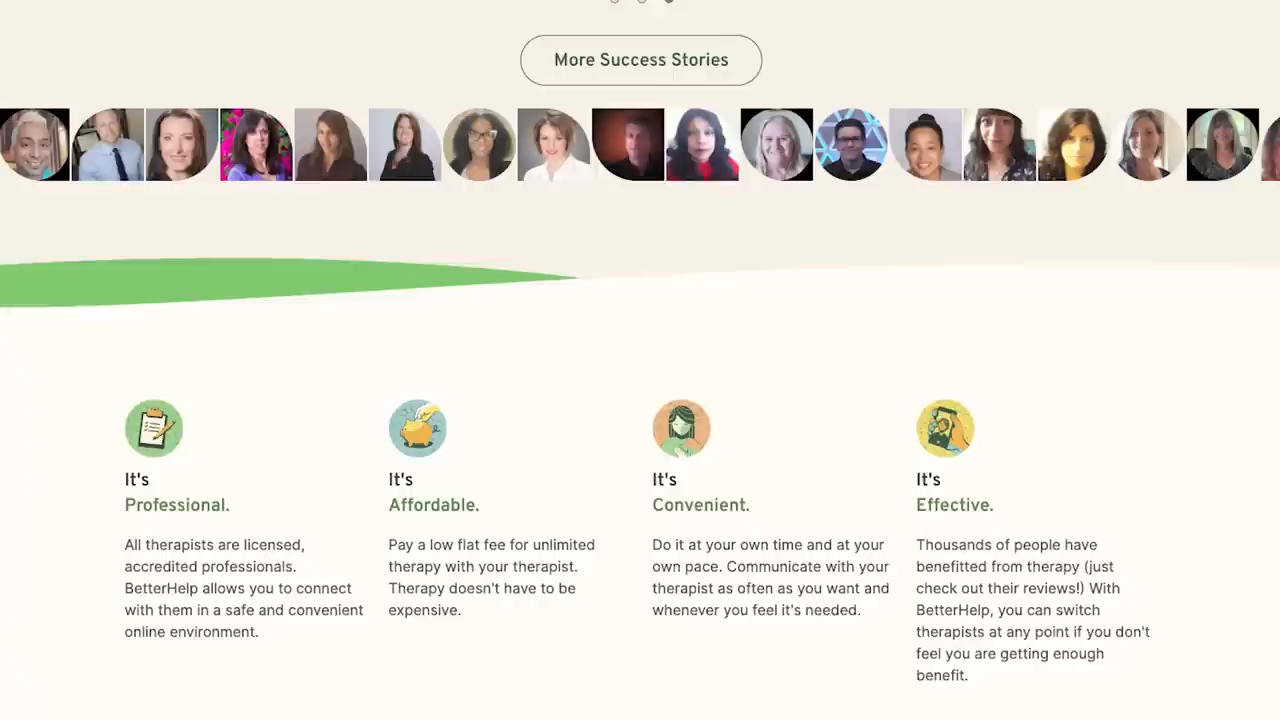 More Success Stories
It's
Professional.
All therapists are licensed,
accredited professionals.
BetterHelp allows you to connect
with them in a safe and convenient
online environment.
It's
Affordable.
Pay a low flat fee for unlimited
therapy with your therapist.
Therapy doesn't have to be
expensive.
It's
Convenient.
Do it at your own time and at your
own pace. Communicate with your
therapist as often as you want and
whenever you feel it's needed.
It's
Effective.
Thousands of people have
benefitted from therapy (just
check out their reviews!) With
BetterHelp, you can switch
therapists at any point if you don't
feel you are getting enough
benefit.